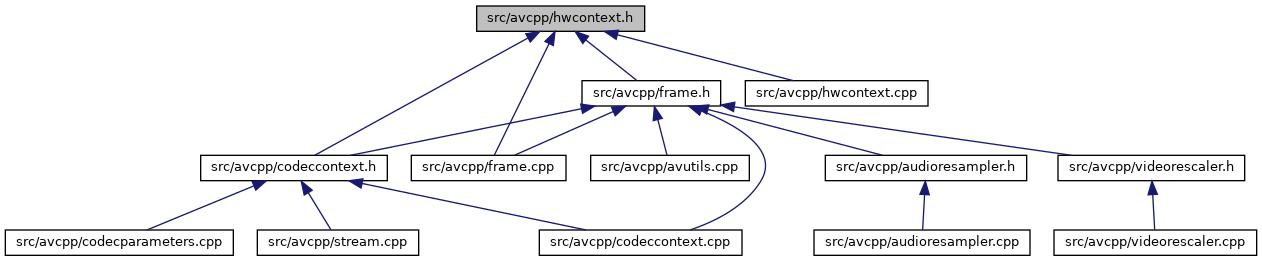 src/avcpp/hwcontext.h
src/avcpp/frame.h
src/avcpp/hwcontext.cpp
src/avcpp/codeccontext.h
src/avcpp/frame.cpp
src/avcpp/avutils.cpp
src/avcpp/audioresampler.h
src/avcpp/videorescaler.h
src/avcpp/codecparameters.cpp
src/avcpp/stream.cpp
src/avcpp/codeccontext.cpp
src/avcpp/audioresampler.cpp
src/avcpp/videorescaler.cpp